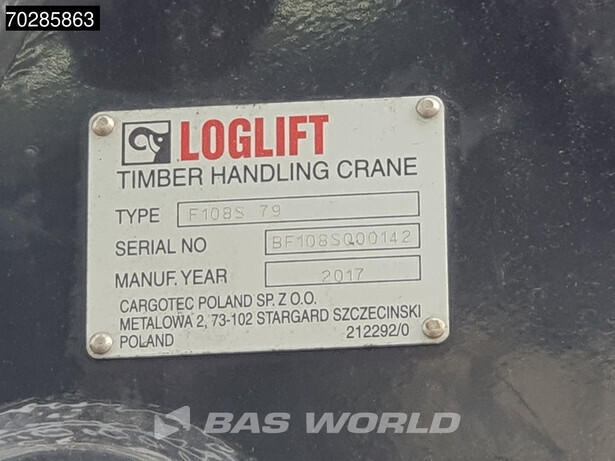 70285863
LOGLIFT
TIMBER HANDLING CRANE
TYPE F108S 79
SERIAL NO BF108S000142
MANUF. YEAR 2017
CARGOTEC POLAND SP. Z O.O.
METALOWA 2, 73-102 STARGARD SZCZECINSKI
POLAND 212292/0
BAS WORLD